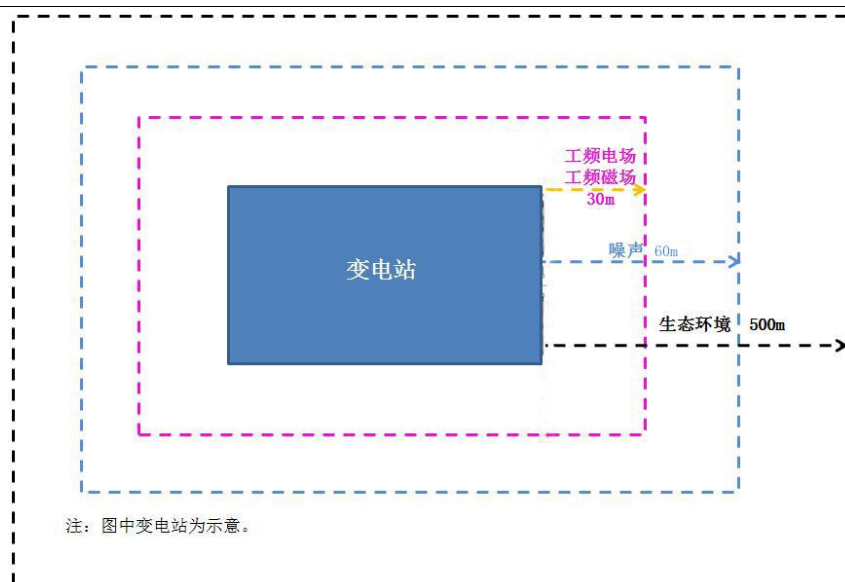 工频电场
工频磁场
30m
噪声 60m
变电站
生态环境 500m
注：图中变电站为示意。